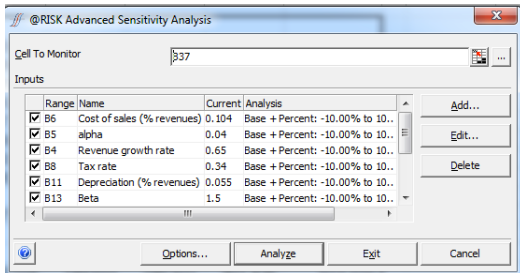 @RISK Advanced Sensitivity Analysis
Cell To Monitor
B37
...
Inputs
Range Name Current Analysis
B6 Cost of sales (% revenues) 0.104 Base + Percent: -10.00% to 10..
B5 alpha 0.04 Base + Percent: -10.00% to 10..
B4 Revenue growth rate 0.65 Base + Percent: -10.00% to 10..
B8 Tax rate 0.34 Base + Percent: -10.00% to 10..
B11 Depreciation (% revenues) 0.055 Base + Percent: -10.00% to 10..
B13 Beta 1.5 Base + Percent: -10.00% to 10..
Add...
Edit...
Delete
Options... Analyze Exit Cancel